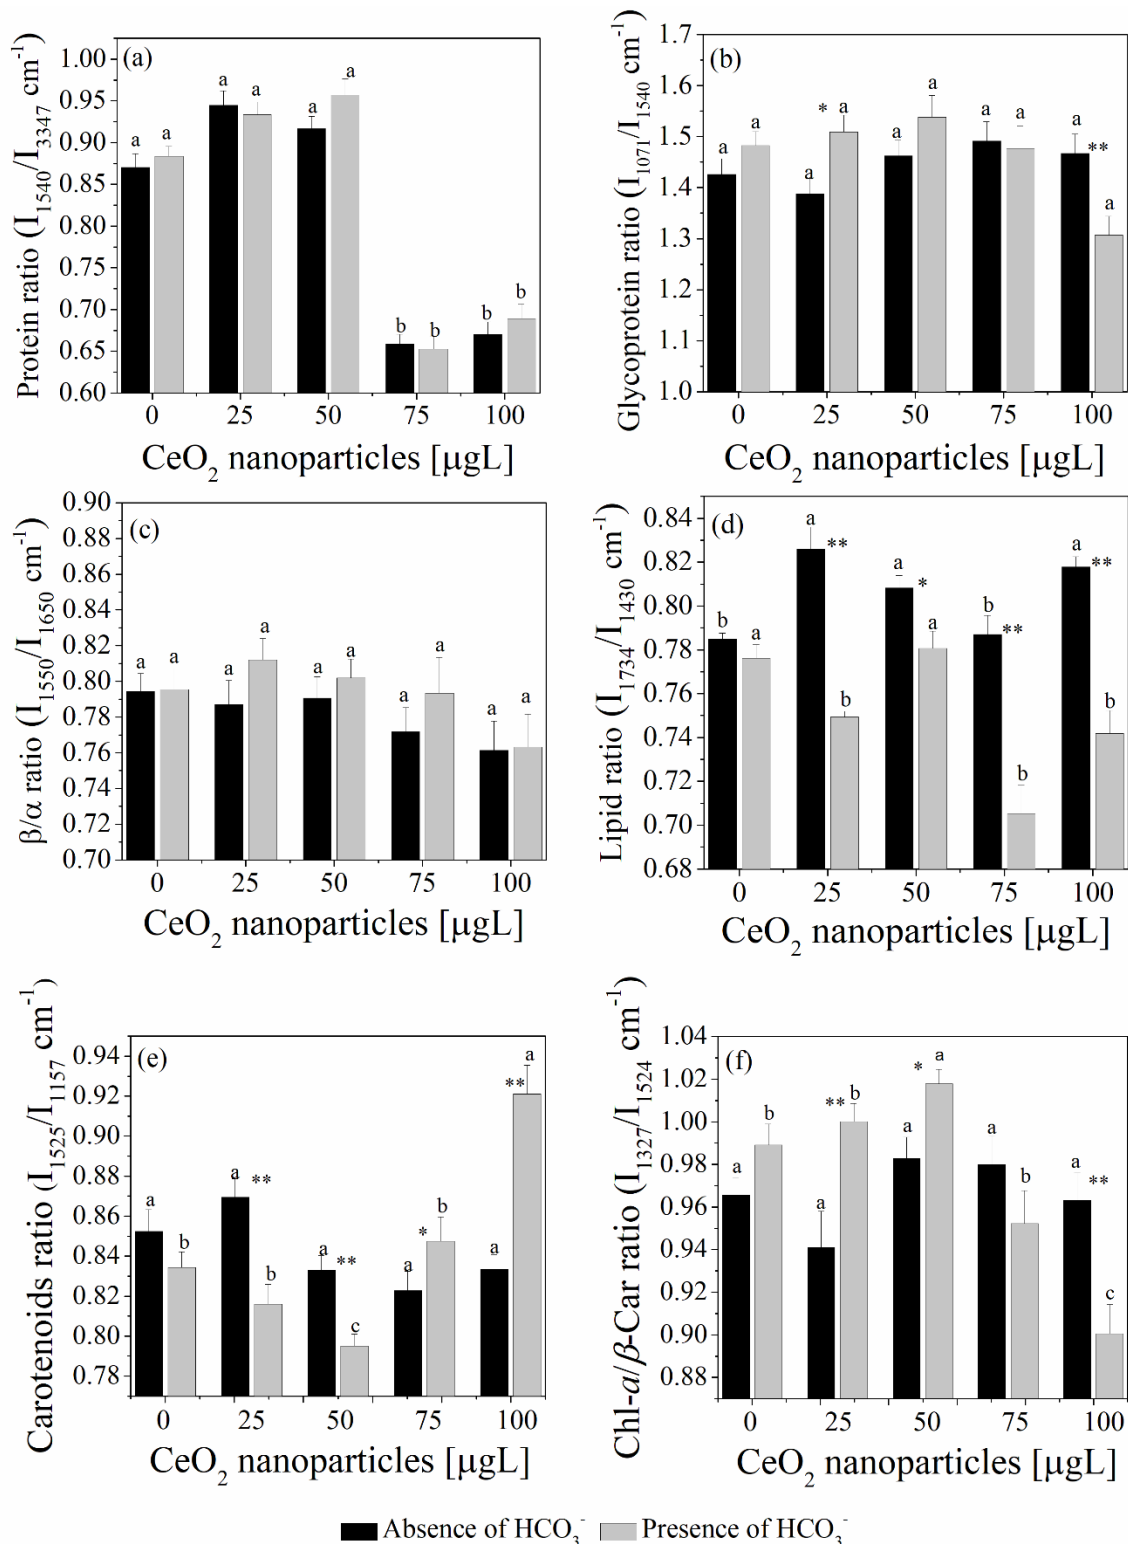 (a)
Protein ratio (I1540/I3347 cm-1)
1.00
0.95
0.90
0.85
0.80
0.75
0.70
0.65
0.60
a a a a a a b b b b
0 25 50 75 100
CeO2 nanoparticles [μgL]
(b)
Glycoprotein ratio (I1071/I1540 cm-1)
1.7
1.6
1.5
1.4
1.3
1.2
1.1
1.0
a a a * a a a a a a ** a
0 25 50 75 100
CeO2 nanoparticles [μgL]
(c)
β/α ratio (I1550/I1650 cm-1)
0.90
0.88
0.86
0.84
0.82
0.80
0.78
0.76
0.74
0.72
0.70
a a a a a a a a a a
0 25 50 75 100
CeO2 nanoparticles [μgL]
(d)
Lipid ratio (I1734/I1430 cm-1)
0.84
0.82
0.80
0.78
0.76
0.74
0.72
0.70
0.68
b a a ** b a * a b ** b a ** b
0 25 50 75 100
CeO2 nanoparticles [μgL]
(e)
Carotenoids ratio (I1525/I1157 cm-1)
0.94
0.92
0.90
0.88
0.86
0.84
0.82
0.80
0.78
a b a ** b a ** c a * b a ** a
0 25 50 75 100
CeO2 nanoparticles [μgL]
(f)
Chl-a/β-Car ratio (I1327/I1524 cm-1)
1.04
1.02
1.00
0.98
0.96
0.94
0.92
0.90
0.88
a b a ** b a * a a b a ** c
0 25 50 75 100
CeO2 nanoparticles [μgL]
Absence of HCO3- Presence of HCO3-